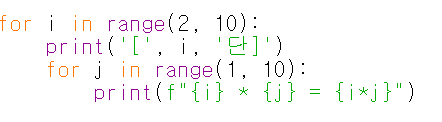 for i in range(2, 10):
    print('[', i, '단]')
    for j in range(1, 10):
        print(f"{i} * {j} = {i*j}")